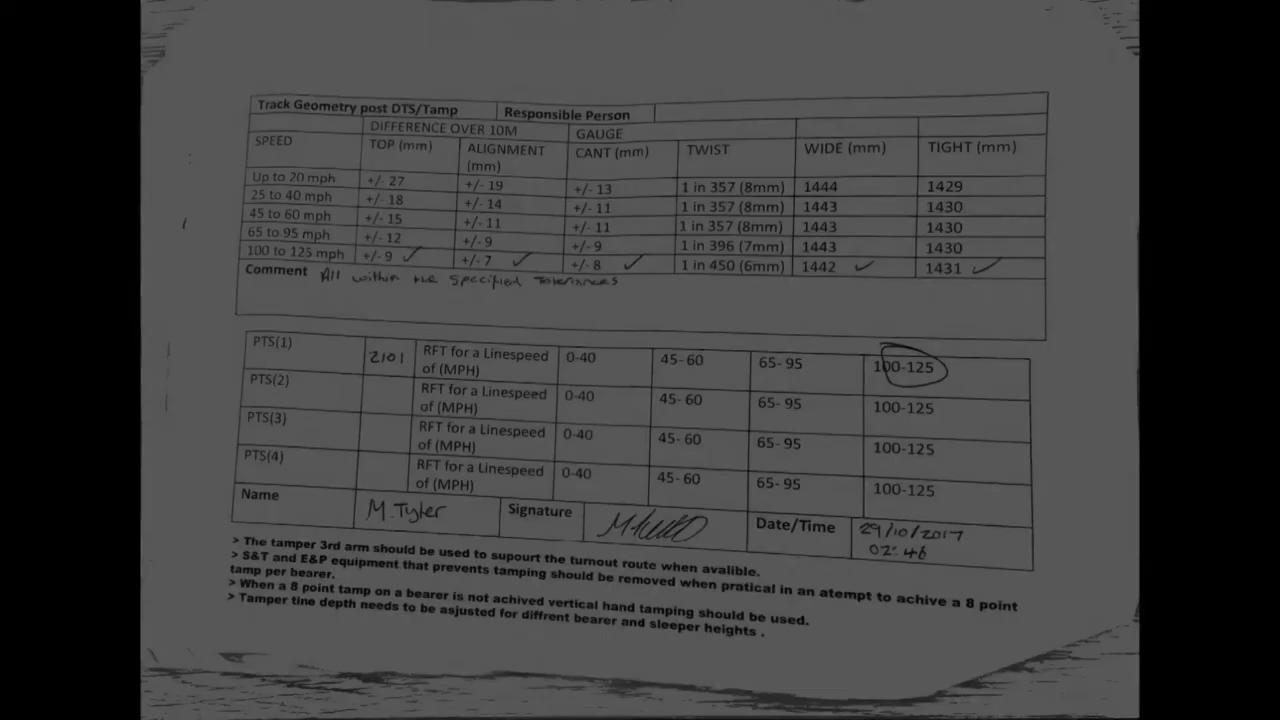 Track Geometry post DTS/Tamp Responsible Person
DIFFERENCE OVER 10M GAUGE
SPEED TOP (mm) ALIGNMENT (mm) CANT (mm) TWIST WIDE (mm) TIGHT (mm)
Up to 20 mph +/- 27 +/- 19 +/- 13 1 in 357 (8mm) 1444 1429
25 to 40 mph +/- 18 +/- 14 +/- 11 1 in 357 (8mm) 1443 1430
45 to 60 mph +/- 15 +/- 11 +/- 11 1 in 357 (8mm) 1443 1430
65 to 95 mph +/- 12 +/- 9 +/- 9 1 in 396 (7mm) 1443 1430
100 to 125 mph +/- 9 ✓ +/- 7 ✓ +/- 8 ✓ 1 in 450 (6mm) 1442 ✓ 1431 ✓
Comment All within the specified tolerances
PTS(1) 2101 RFT for a Linespeed of (MPH) 0-40 45-60 65-95 100-125
PTS(2) RFT for a Linespeed of (MPH) 0-40 45-60 65-95 100-125
PTS(3) RFT for a Linespeed of (MPH) 0-40 45-60 65-95 100-125
PTS(4) RFT for a Linespeed of (MPH) 0-40 45-60 65-95 100-125
Name M. Tyler Signature Date/Time 29/10/2017 02:46
> The tamper 3rd arm should be used to supourt the turnout route when avalible.
> S&T and E&P equipment that prevents tamping should be removed when pratical in an atempt to achive a 8 point
tamp per bearer.
> When a 8 point tamp on a bearer is not achived vertical hand tamping should be used.
> Tamper tine depth needs to be asjusted for diffrent bearer and sleeper heights .